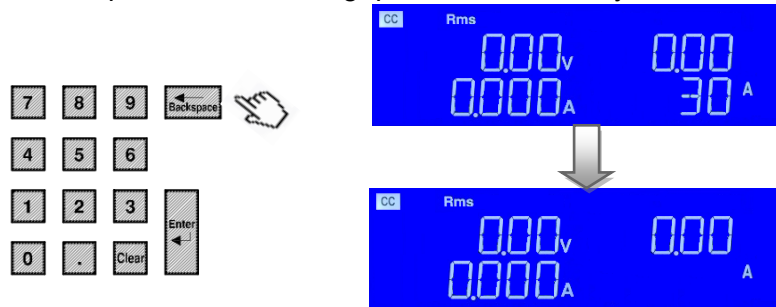 CC Rms
0.00V 0.00
0.000A 30 A
7 8 9 Backspace
4 5 6
1 2 3 Enter
0 . Clear
CC Rms
0.00V 0.00
0.000A A